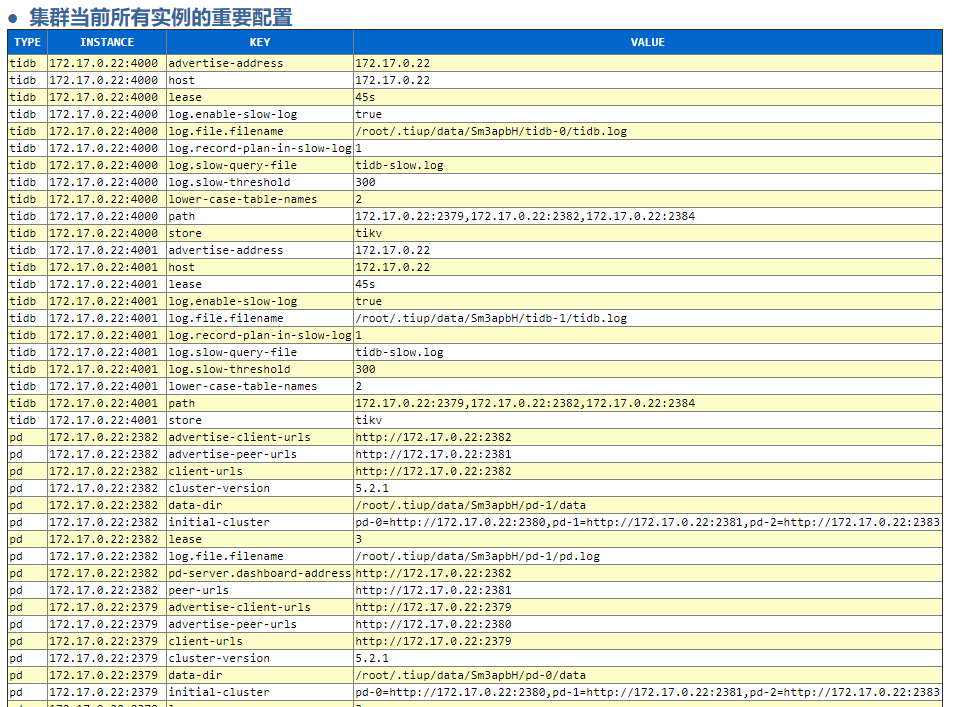 ● 集群当前所有实例的重要配置
TYPE INSTANCE KEY VALUE
tidb 172.17.0.22:4000 advertise-address 172.17.0.22
tidb 172.17.0.22:4000 host 172.17.0.22
tidb 172.17.0.22:4000 lease 45s
tidb 172.17.0.22:4000 log.enable-slow-log true
tidb 172.17.0.22:4000 log.file.filename /root/.tiup/data/Sm3apbH/tidb-0/tidb.log
tidb 172.17.0.22:4000 log.record-plan-in-slow-log 1
tidb 172.17.0.22:4000 log.slow-query-file tidb-slow.log
tidb 172.17.0.22:4000 log.slow-threshold 300
tidb 172.17.0.22:4000 lower-case-table-names 2
tidb 172.17.0.22:4000 path 172.17.0.22:2379,172.17.0.22:2382,172.17.0.22:2384
tidb 172.17.0.22:4000 store tikv
tidb 172.17.0.22:4001 advertise-address 172.17.0.22
tidb 172.17.0.22:4001 host 172.17.0.22
tidb 172.17.0.22:4001 lease 45s
tidb 172.17.0.22:4001 log.enable-slow-log true
tidb 172.17.0.22:4001 log.file.filename /root/.tiup/data/Sm3apbH/tidb-1/tidb.log
tidb 172.17.0.22:4001 log.record-plan-in-slow-log 1
tidb 172.17.0.22:4001 log.slow-query-file tidb-slow.log
tidb 172.17.0.22:4001 log.slow-threshold 300
tidb 172.17.0.22:4001 lower-case-table-names 2
tidb 172.17.0.22:4001 path 172.17.0.22:2379,172.17.0.22:2382,172.17.0.22:2384
tidb 172.17.0.22:4001 store tikv
pd 172.17.0.22:2382 advertise-client-urls http://172.17.0.22:2382
pd 172.17.0.22:2382 advertise-peer-urls http://172.17.0.22:2381
pd 172.17.0.22:2382 client-urls http://172.17.0.22:2382
pd 172.17.0.22:2382 cluster-version 5.2.1
pd 172.17.0.22:2382 data-dir /root/.tiup/data/Sm3apbH/pd-1/data
pd 172.17.0.22:2382 initial-cluster pd-0=http://172.17.0.22:2380,pd-1=http://172.17.0.22:2381,pd-2=http://172.17.0.22:2383
pd 172.17.0.22:2382 lease 3
pd 172.17.0.22:2382 log.file.filename /root/.tiup/data/Sm3apbH/pd-1/pd.log
pd 172.17.0.22:2382 pd-server.dashboard-address http://172.17.0.22:2382
pd 172.17.0.22:2382 peer-urls http://172.17.0.22:2381
pd 172.17.0.22:2379 advertise-client-urls http://172.17.0.22:2379
pd 172.17.0.22:2379 advertise-peer-urls http://172.17.0.22:2380
pd 172.17.0.22:2379 client-urls http://172.17.0.22:2379
pd 172.17.0.22:2379 cluster-version 5.2.1
pd 172.17.0.22:2379 data-dir /root/.tiup/data/Sm3apbH/pd-0/data
pd 172.17.0.22:2379 initial-cluster pd-0=http://172.17.0.22:2380,pd-1=http://172.17.0.22:2381,pd-2=http://172.17.0.22:2383